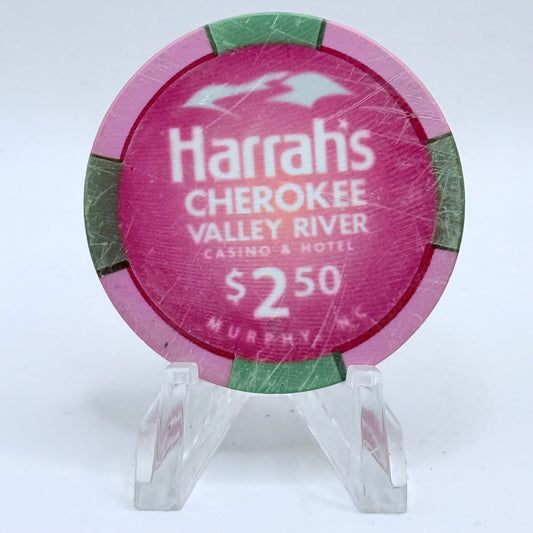 Harrah's
CHEROKEE
VALLEY RIVER
CASINO & HOTEL
$2.50
MURPHY, NC